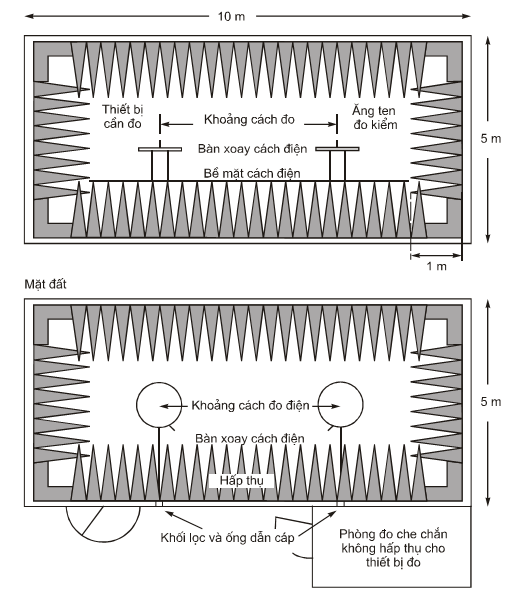 10 m
Thiết bị
cần đo
Khoảng cách đo
Ăng ten
đo kiểm
5 m
Bàn xoay cách điện
Bề mặt cách điện
1 m
Mặt đất
Khoảng cách đo điện
5 m
Bàn xoay cách điện
Hấp thụ
Khối lọc và ống dẫn cáp
Phòng đo che chắn
không hấp thụ cho
thiết bị đo